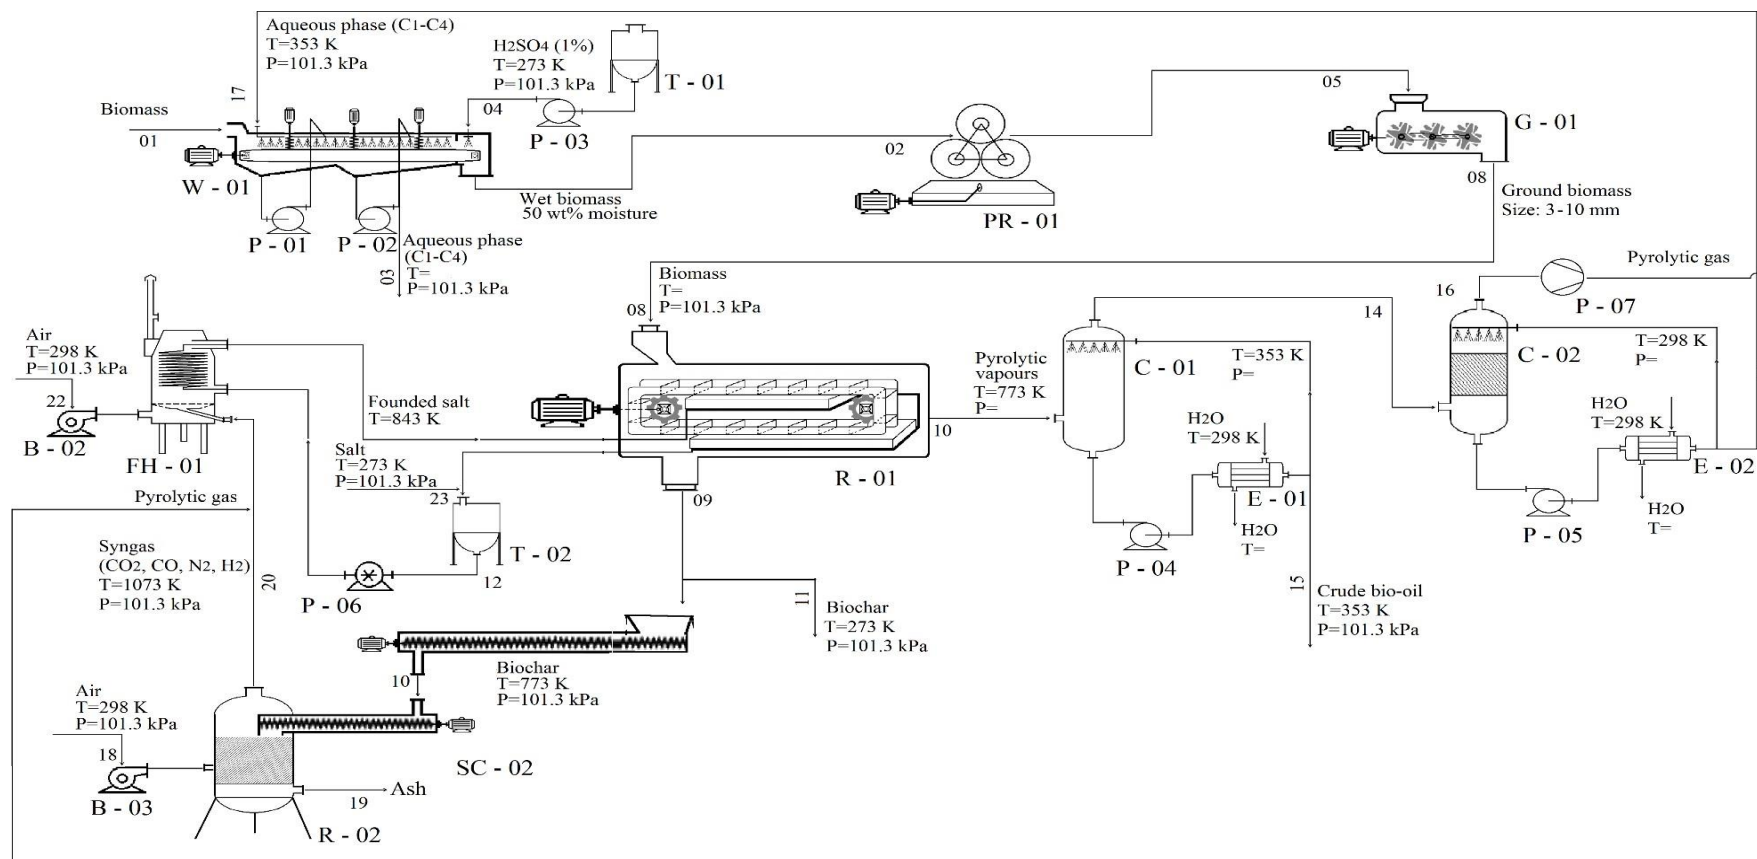 Aqueous phase (C1-C4)
T=353 K
P=101.3 kPa
17
H2SO4 (1%)
T=273 K
P=101.3 kPa
04
T - 01
P - 03
Biomass
01
W - 01
P - 01
P - 02
Wet biomass
50 wt% moisture
Aqueous phase
(C1-C4)
T=
P=101.3 kPa
03
02
PR - 01
05
G - 01
08
Ground biomass
Size: 3-10 mm
Pyrolytic gas
P - 07
16
Biomass
T=
P=101.3 kPa
08
Air
T=298 K
P=101.3 kPa
22
B - 02
FH - 01
Founded salt
T=843 K
Salt
T=273 K
P=101.3 kPa
23
T - 02
12
P - 06
R - 01
09
10
Pyrolytic
vapours
T=773 K
P=
14
T=353 K
P=
C - 01
H2O
T=298 K
E - 01
H2O
T=
P - 04
15
Crude bio-oil
T=353 K
P=101.3 kPa
T=298 K
P=
C - 02
H2O
T=298 K
E - 02
H2O
T=
P - 05
Pyrolytic gas
Syngas
(CO2, CO, N2, H2)
T=1073 K
P=101.3 kPa
20
11
Biochar
T=273 K
P=101.3 kPa
Biochar
T=773 K
P=101.3 kPa
10
SC - 02
Air
T=298 K
P=101.3 kPa
18
B - 03
19
Ash
R - 02